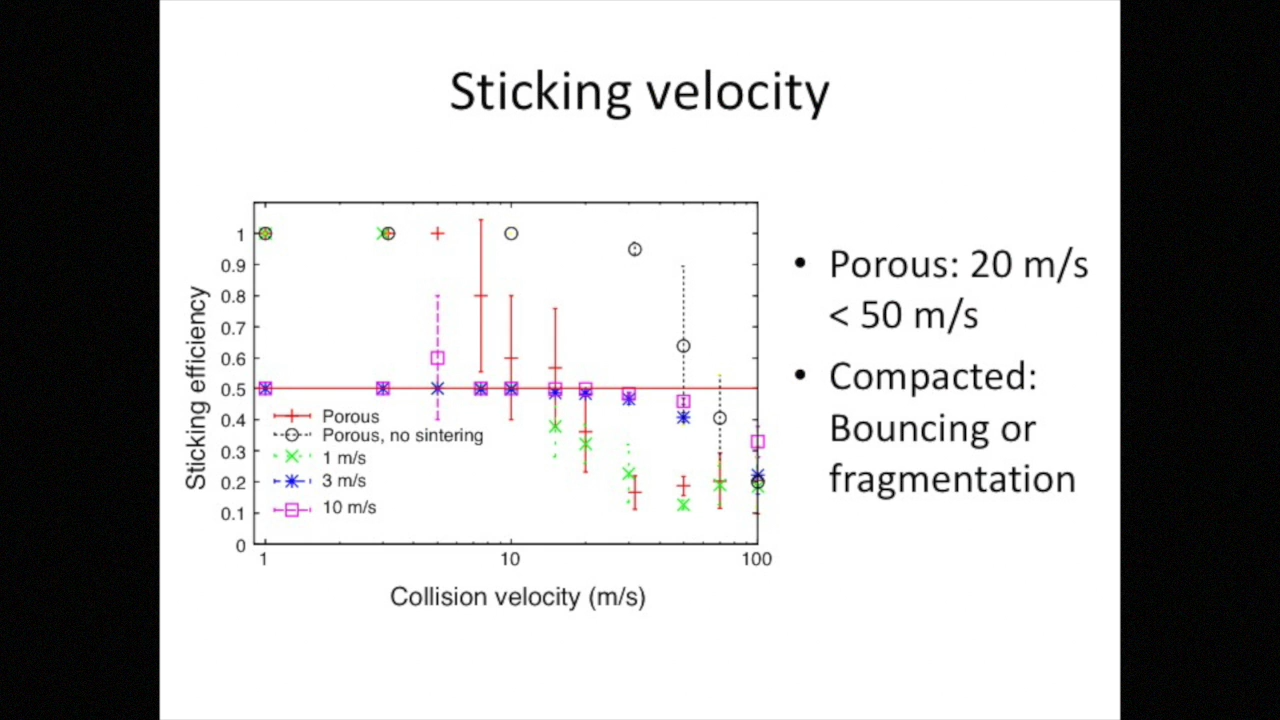 Sticking velocity
1
0.9
0.8
0.7
0.6
0.5
0.4
0.3
0.2
0.1
0
Sticking efficiency
Porous
Porous, no sintering
1 m/s
3 m/s
10 m/s
1 10 100
Collision velocity (m/s)
• Porous: 20 m/s
< 50 m/s
• Compacted:
Bouncing or
fragmentation